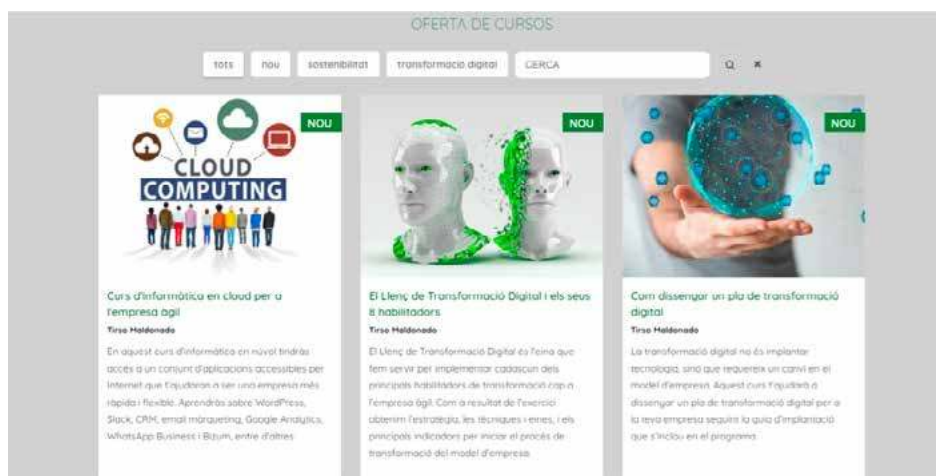 OFERTA DE CURSOS
tots
nou
sostenibilitat
transformació digital
CERCA
NOU
CLOUD
COMPUTING
Curs d'informàtica en cloud per a
l'empresa àgil
Tirso Maldonado
En aquest curs d'informàtica en núvol tindràs
accés a un conjunt d'aplicacions accessibles per
Internet que t'ajudaran a ser una empresa més
ràpida i flexible. Aprendràs sobre WordPress,
Slack, CRM, email màrqueting, Google Analytics,
WhatsApp Business i Bizum, entre d'altres.
NOU
El Llenç de Transformació Digital i els seus
8 habilitadors
Tirso Maldonado
El Llenç de Transformació Digital és l'eina que
fem servir per implementar cadascun dels
principals habilitadors de transformació cap a
l'empresa àgil. Com a resultat de l'exercici
obtenim l'estratègia, les tècniques i eines, i els
principals indicadors per iniciar el procés de
transformació del model d'empresa.
NOU
Com dissenyar un pla de transformació
digital
Tirso Maldonado
La transformació digital no és implantar
tecnologia, sinó que requereix un canvi en el
model d'empresa. Aquest curs t'ajudarà a
dissenyar un pla de transformació digital per a
la teva empresa seguint la guia d'implantació
que s'inclou en el programa.